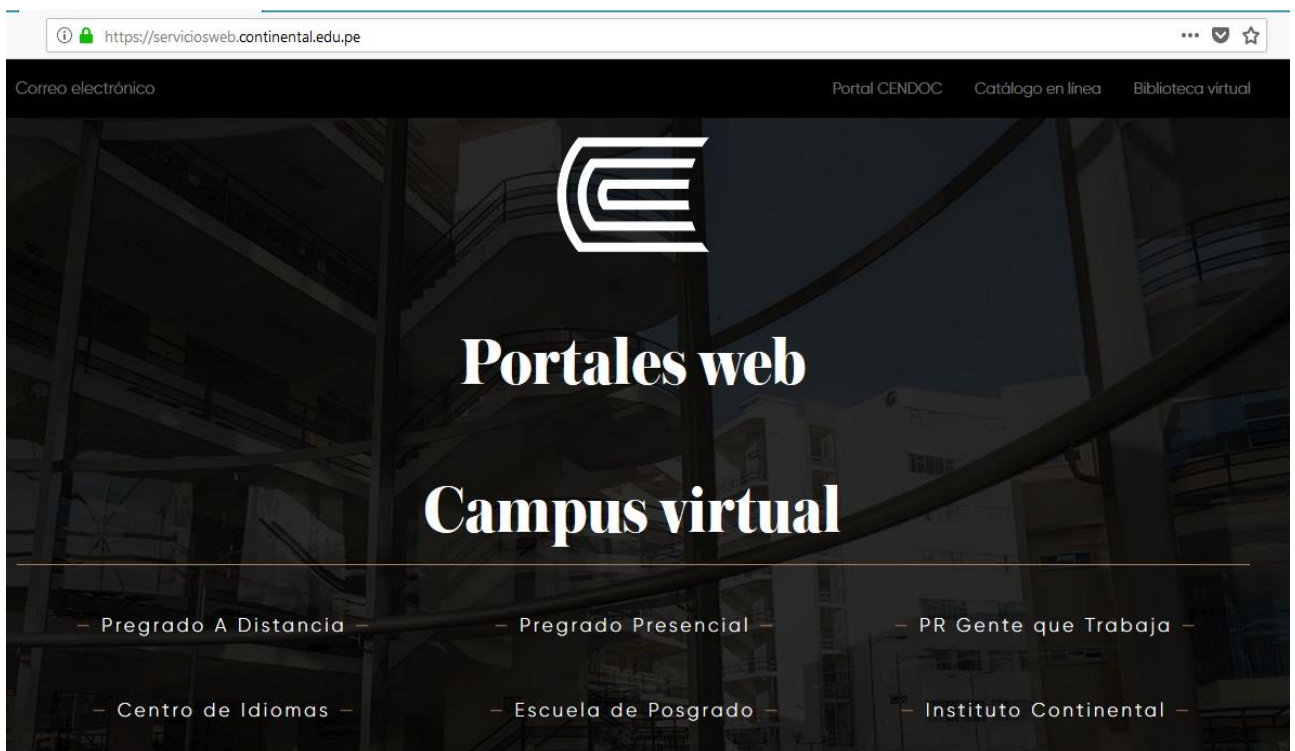 https://serviciosweb.continental.edu.pe
Correo electrónico Portal CENDOC Catálogo en línea Biblioteca virtual
Portales web
Campus virtual
– Pregrado A Distancia – – Pregrado Presencial – – PR Gente que Trabaja –
– Centro de Idiomas – – Escuela de Posgrado – – Instituto Continental –